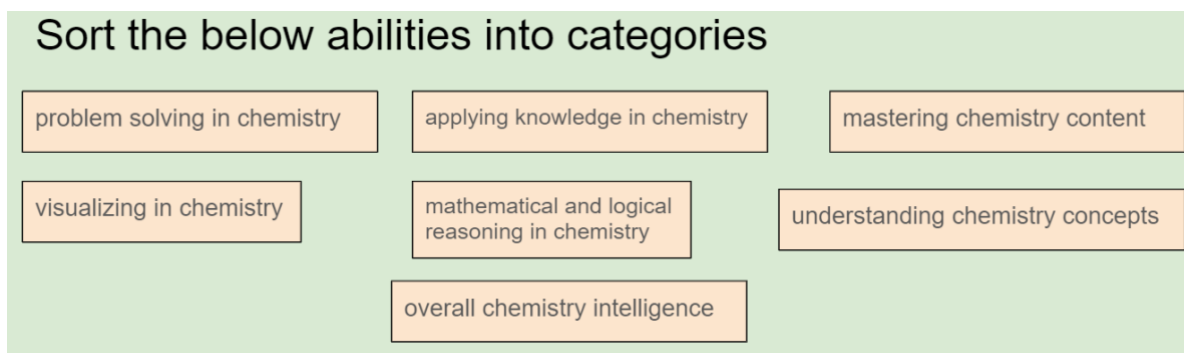 Sort the below abilities into categories
problem solving in chemistry
applying knowledge in chemistry
mastering chemistry content
visualizing in chemistry
mathematical and logical
reasoning in chemistry
understanding chemistry concepts
overall chemistry intelligence